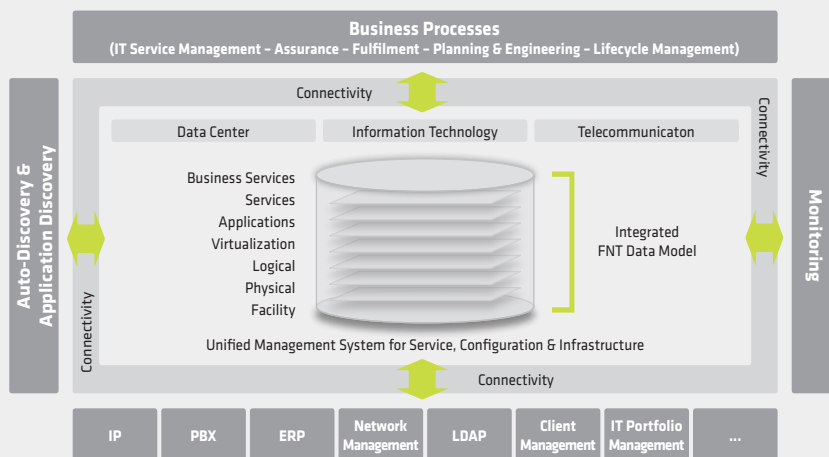 Business Processes
(IT Service Management – Assurance – Fulfilment – Planning & Engineering – Lifecycle Management)
Connectivity
Data Center
Information Technology
Telecommunicaton
Connectivity
Auto-Discovery &
Application Discovery
Monitoring
Business Services
Services
Applications
Virtualization
Logical
Physical
Facility
Integrated
FNT Data Model
Connectivity
Unified Management System for Service, Configuration & Infrastructure
Connectivity
IP
PBX
ERP
Network
Management
LDAP
Client
Management
IT Portfolio
Management
...